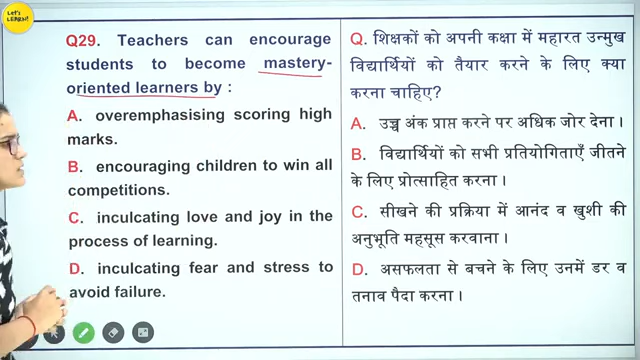 Let's
LEARN!
Q29. Teachers can encourage
students to become mastery-
oriented learners by :
A. overemphasising scoring high
marks.
B. encouraging children to win all
competitions.
C. inculcating love and joy in the
process of learning.
D. inculcating fear and stress to
avoid failure.
Q. शिक्षकों को अपनी कक्षा में महारत उन्मुख
विद्यार्थियों को तैयार करने के लिए क्या
करना चाहिए?
A. उच्च अंक प्राप्त करने पर अधिक जोर देना।
B. विद्यार्थियों को सभी प्रतियोगिताएँ जीतने
के लिए प्रोत्साहित करना।
C. सीखने की प्रक्रिया में आनंद व खुशी की
अनुभूति महसूस करवाना।
D. असफलता से बचने के लिए उनमें डर व
तनाव पैदा करना।